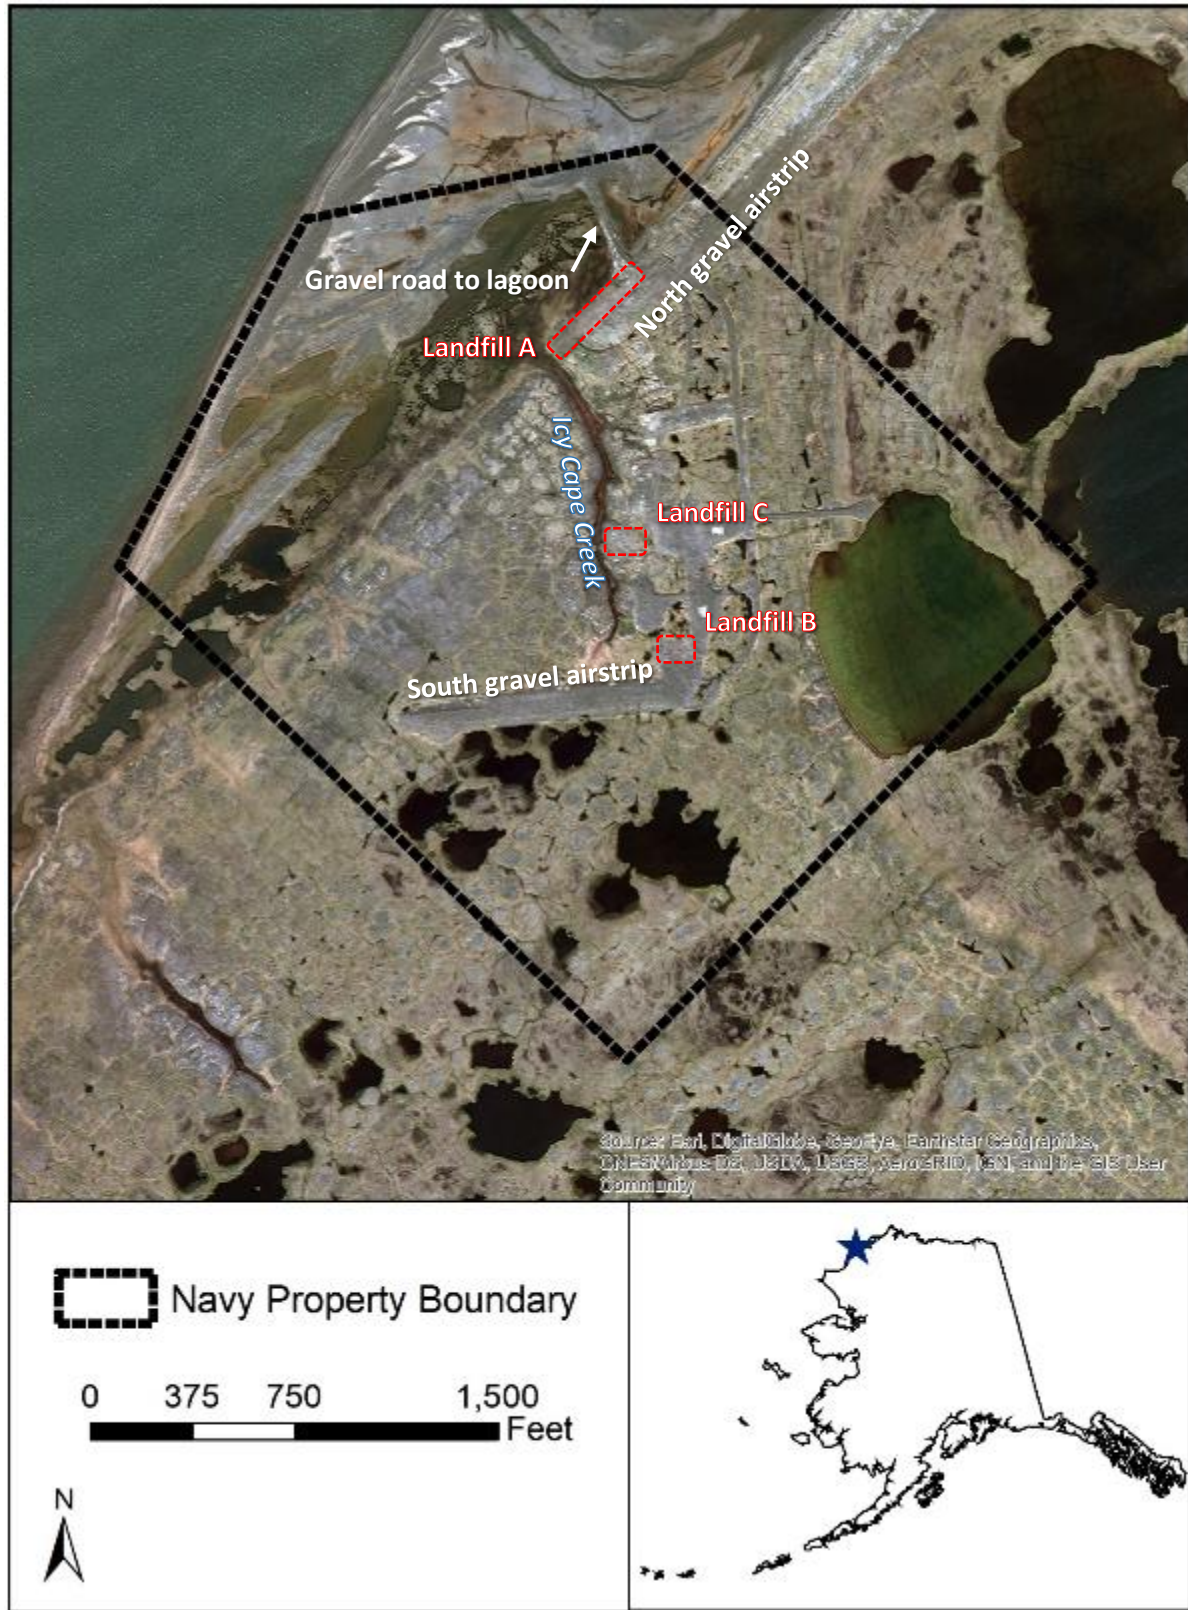 North gravel airstrip
Gravel road to lagoon
Landfill A
Icy Cape Creek
Landfill C
Landfill B
South gravel airstrip
Source: Esri, DigitalGlobe, GeoEye, Earthstar Geographics,
CNES/Airbus DS, USDA, USGS, AeroGRID, IGN, and the GIS User
Community
Navy Property Boundary
0 375 750 1,500
Feet
N